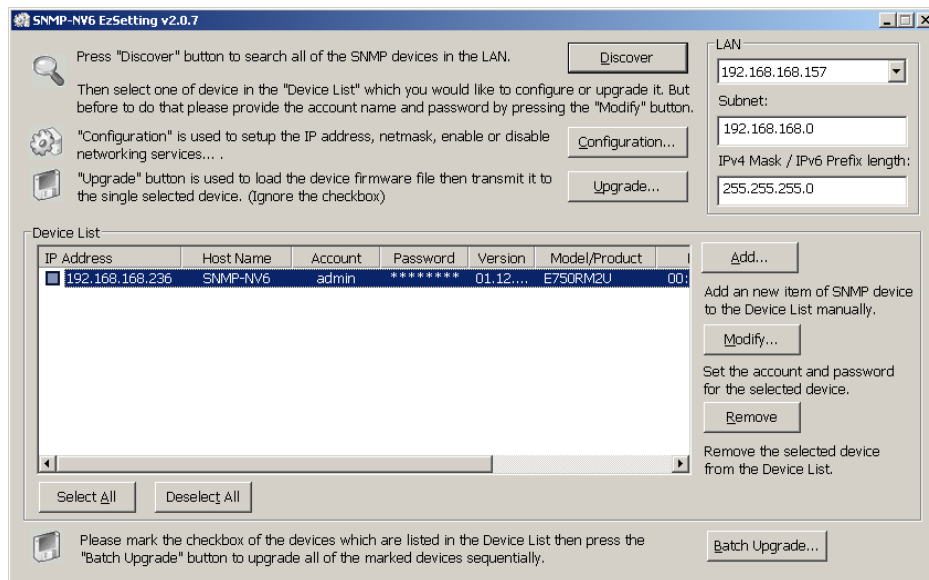 SNMP-NV6 EzSetting v2.0.7
Press "Discover" button to search all of the SNMP devices in the LAN.
Discover
Then select one of device in the "Device List" which you would like to configure or upgrade it. But
before to do that please provide the account name and password by pressing the "Modify" button.
"Configuration" is used to setup the IP address, netmask, enable or disable
networking services... .
Configuration...
"Upgrade" button is used to load the device firmware file then transmit it to
the single selected device. (Ignore the checkbox)
Upgrade...
LAN
192.168.168.157
Subnet:
192.168.168.0
IPv4 Mask / IPv6 Prefix length:
255.255.255.0
Device List
IP Address Host Name Account Password Version Model/Product
192.168.168.236 SNMP-NV6 admin ******** 01.12.... E750RM2U 00:
Add...
Add an new item of SNMP device
to the Device List manually.
Modify...
Set the account and password
for the selected device.
Remove
Remove the selected device
from the Device List.
Select All Deselect All
Please mark the checkbox of the devices which are listed in the Device List then press the
"Batch Upgrade" button to upgrade all of the marked devices sequentially.
Batch Upgrade...